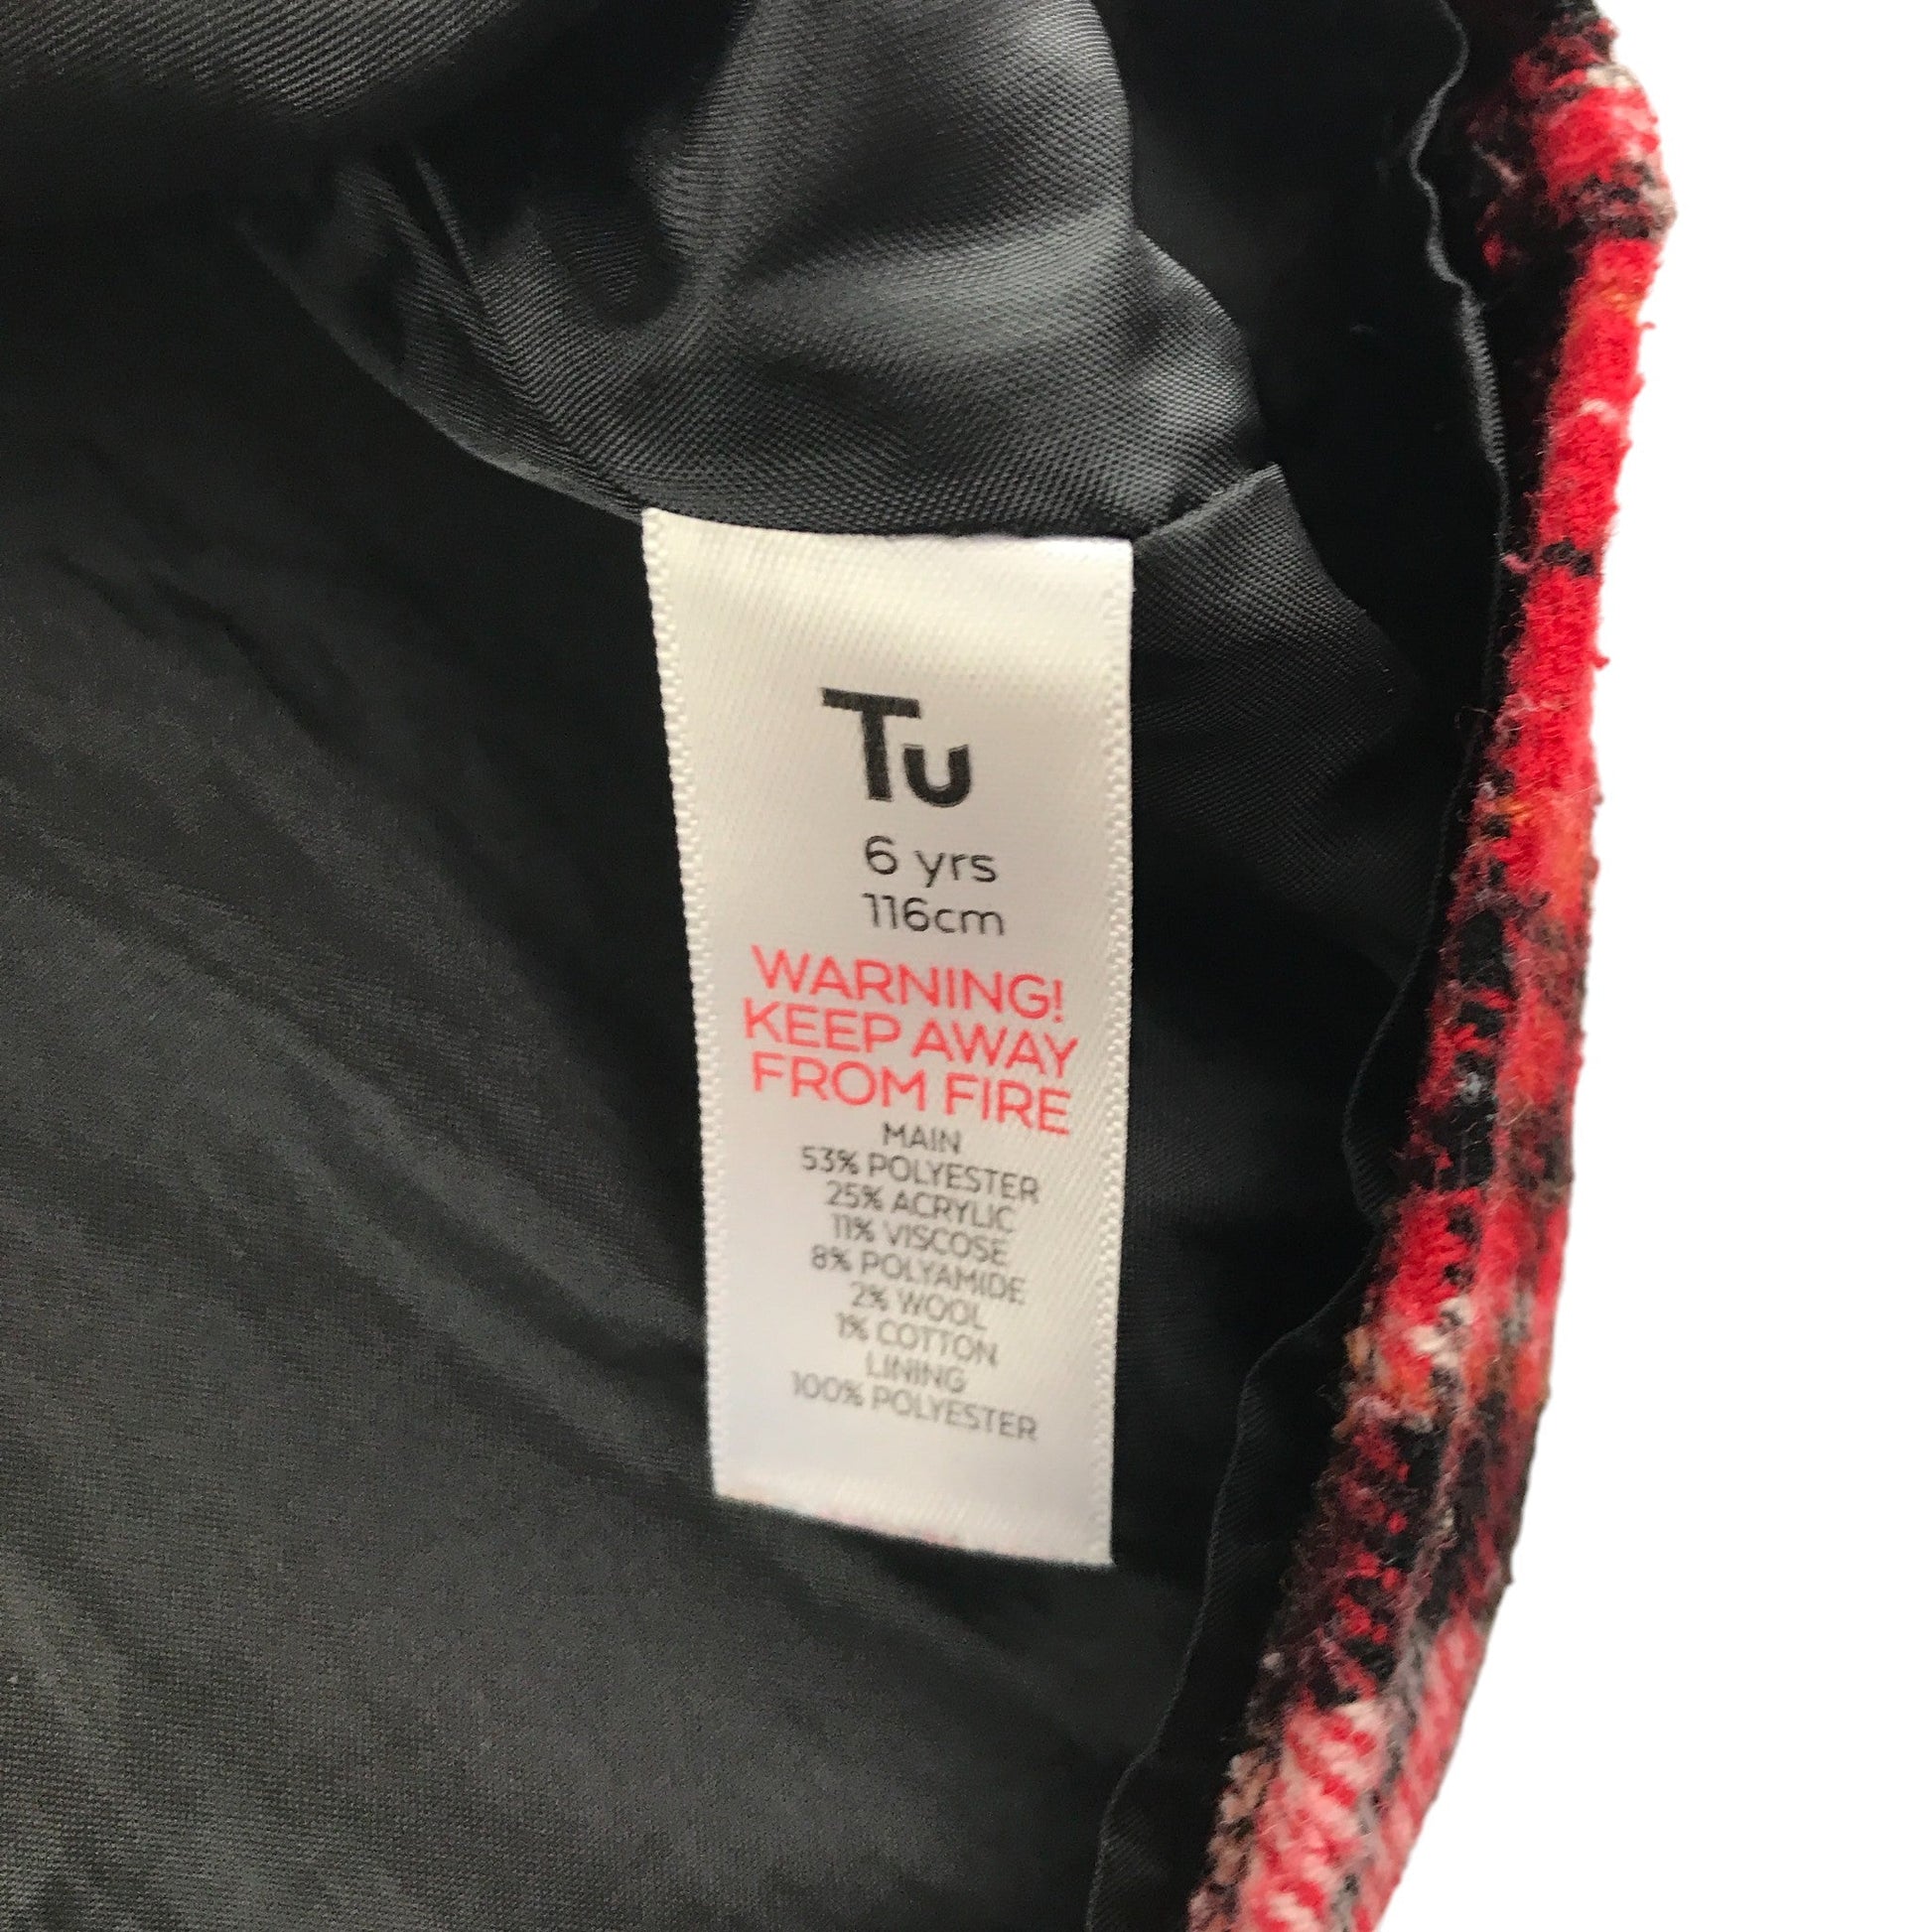 Tu
6 yrs
116cm
WARNING!
KEEP AWAY
FROM FIRE
MAIN
53% POLYESTER
25% ACRYLIC
11% VISCOSE
8% POLYAMIDE
2% WOOL
1% COTTON
LINING
100% POLYESTER